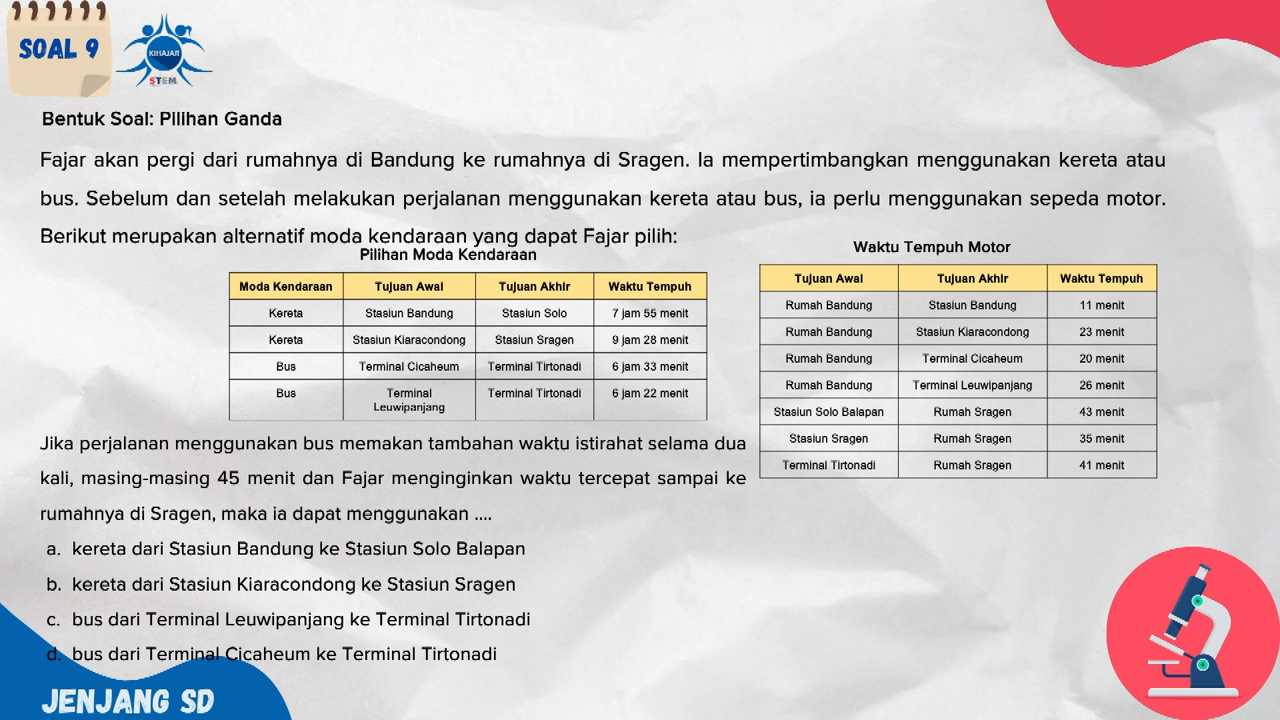 SOAL 9
KIHAJAR
STEM
Bentuk Soal: Pilihan Ganda
Fajar akan pergi dari rumahnya di Bandung ke rumahnya di Sragen. Ia mempertimbangkan menggunakan kereta atau
bus. Sebelum dan setelah melakukan perjalanan menggunakan kereta atau bus, ia perlu menggunakan sepeda motor.
Berikut merupakan alternatif moda kendaraan yang dapat Fajar pilih:
Pilihan Moda Kendaraan
Moda Kendaraan Tujuan Awal Tujuan Akhir Waktu Tempuh
Kereta Stasiun Bandung Stasiun Solo 7 jam 55 menit
Kereta Stasiun Kiaracondong Stasiun Sragen 9 jam 28 menit
Bus Terminal Cicaheum Terminal Tirtonadi 6 jam 33 menit
Bus Terminal Leuwipanjang Terminal Tirtonadi 6 jam 22 menit
Waktu Tempuh Motor
Tujuan Awal Tujuan Akhir Waktu Tempuh
Rumah Bandung Stasiun Bandung 11 menit
Rumah Bandung Stasiun Kiaracondong 23 menit
Rumah Bandung Terminal Cicaheum 20 menit
Rumah Bandung Terminal Leuwipanjang 26 menit
Stasiun Solo Balapan Rumah Sragen 43 menit
Stasiun Sragen Rumah Sragen 35 menit
Terminal Tirtonadi Rumah Sragen 41 menit
Jika perjalanan menggunakan bus memakan tambahan waktu istirahat selama dua
kali, masing-masing 45 menit dan Fajar menginginkan waktu tercepat sampai ke
rumahnya di Sragen, maka ia dapat menggunakan ....
a. kereta dari Stasiun Bandung ke Stasiun Solo Balapan
b. kereta dari Stasiun Kiaracondong ke Stasiun Sragen
c. bus dari Terminal Leuwipanjang ke Terminal Tirtonadi
d. bus dari Terminal Cicaheum ke Terminal Tirtonadi
JENJANG SD